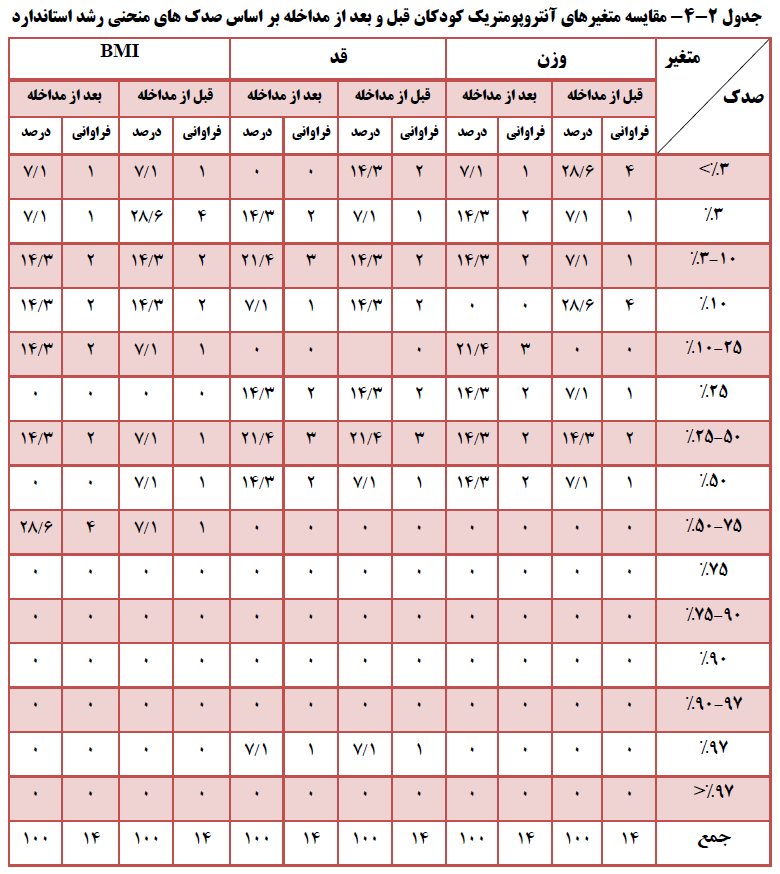 جدول ۲-۴- مقایسه متغیرهای آنتروپومتریک کودکان قبل و بعد از مداخله بر اساس صدک های منحنی رشد استاندارد
متغیر وزن قد BMI
صدک قبل از مداخله بعد از مداخله قبل از مداخله بعد از مداخله قبل از مداخله بعد از مداخله
فراوانی درصد فراوانی درصد فراوانی درصد فراوانی درصد فراوانی درصد فراوانی درصد
<٪۳ ۴ ۲۸/۶ ۱ ۷/۱ ۲ ۱۴/۳ ۰ ۰ ۱ ۷/۱ ۱ ۷/۱
٪۳ ۱ ۷/۱ ۲ ۱۴/۳ ۱ ۷/۱ ۲ ۱۴/۳ ۴ ۲۸/۶ ۱ ۷/۱
٪۳-۱۰ ۱ ۷/۱ ۲ ۱۴/۳ ۲ ۱۴/۳ ۳ ۲۱/۴ ۲ ۱۴/۳ ۲ ۱۴/۳
٪۱۰ ۴ ۲۸/۶ ۰ ۰ ۲ ۱۴/۳ ۱ ۷/۱ ۲ ۱۴/۳ ۲ ۱۴/۳
٪۱۰-۲۵ ۰ ۰ ۳ ۲۱/۴ ۰ ۰ ۰ ۱ ۷/۱ ۲ ۱۴/۳
٪۲۵ ۱ ۷/۱ ۲ ۱۴/۳ ۲ ۱۴/۳ ۲ ۱۴/۳ ۰ ۰ ۰ ۰
٪۲۵-۵۰ ۲ ۱۴/۳ ۲ ۱۴/۳ ۳ ۲۱/۴ ۳ ۲۱/۴ ۱ ۷/۱ ۲ ۱۴/۳
٪۵۰ ۱ ۷/۱ ۲ ۱۴/۳ ۱ ۷/۱ ۲ ۱۴/۳ ۱ ۷/۱ ۰ ۰
٪۵۰-۷۵ ۰ ۰ ۰ ۰ ۰ ۰ ۰ ۰ ۱ ۷/۱ ۴ ۲۸/۶
٪۷۵ ۰ ۰ ۰ ۰ ۰ ۰ ۰ ۰ ۰ ۰ ۰ ۰
٪۷۵-۹۰ ۰ ۰ ۰ ۰ ۰ ۰ ۰ ۰ ۰ ۰ ۰ ۰
٪۹۰ ۰ ۰ ۰ ۰ ۰ ۰ ۰ ۰ ۰ ۰ ۰ ۰
٪۹۰-۹۷ ۰ ۰ ۰ ۰ ۰ ۰ ۰ ۰ ۰ ۰ ۰ ۰
٪۹۷ ۰ ۰ ۰ ۰ ۱ ۷/۱ ۱ ۷/۱ ۰ ۰ ۰ ۰
>٪۹۷ ۰ ۰ ۰ ۰ ۰ ۰ ۰ ۰ ۰ ۰ ۰ ۰
جمع ۱۴ ۱۰۰ ۱۴ ۱۰۰ ۱۴ ۱۰۰ ۱۴ ۱۰۰ ۱۴ ۱۰۰ ۱۴ ۱۰۰